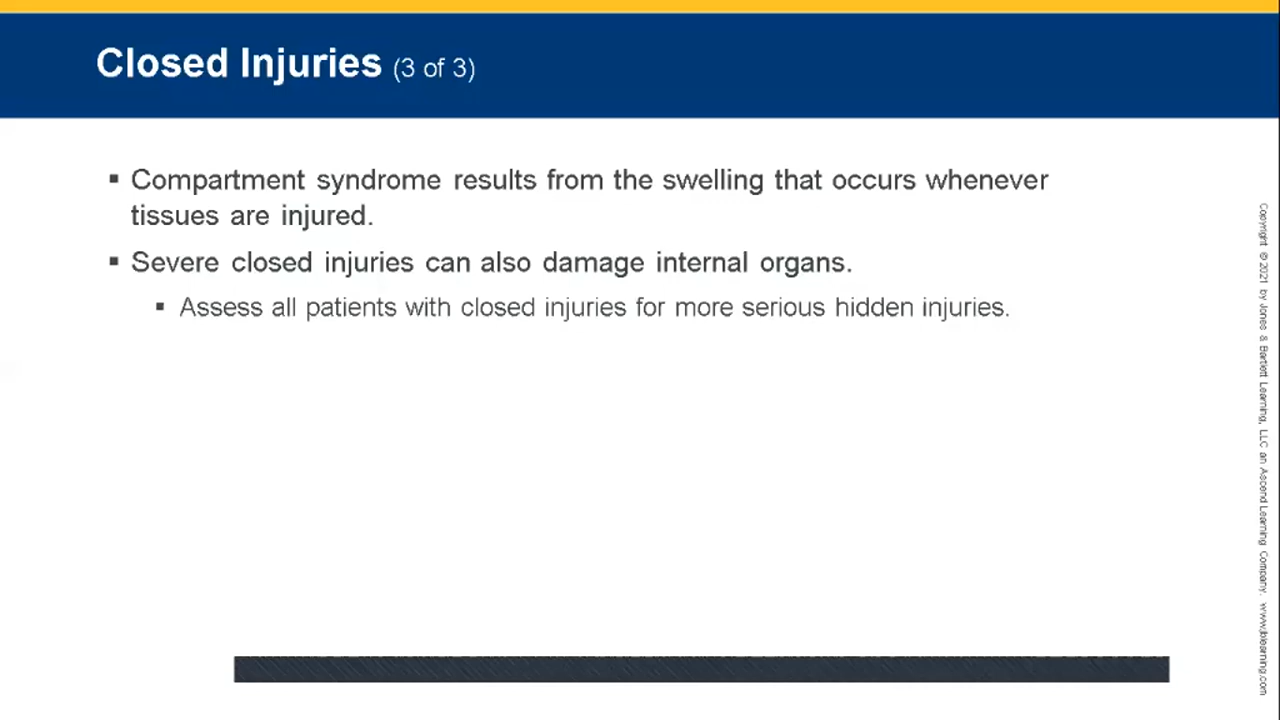 Closed Injuries (3 of 3)
▪ Compartment syndrome results from the swelling that occurs whenever
tissues are injured.
▪ Severe closed injuries can also damage internal organs.
▪ Assess all patients with closed injuries for more serious hidden injuries.
Copyright © 2021 by Jones & Bartlett Learning, LLC an Ascend Learning Company. www.jblearning.com